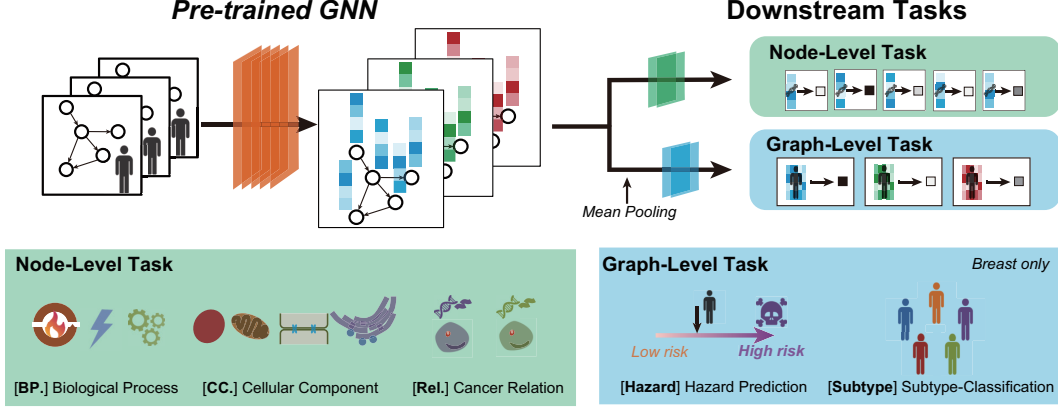 Pre-trained GNN
Downstream Tasks
Node-Level Task
Graph-Level Task
Mean Pooling
Node-Level Task
[BP.] Biological Process
[CC.] Cellular Component
[Rel.] Cancer Relation
Graph-Level Task
Breast only
Low risk
High risk
[Hazard] Hazard Prediction
[Subtype] Subtype-Classification